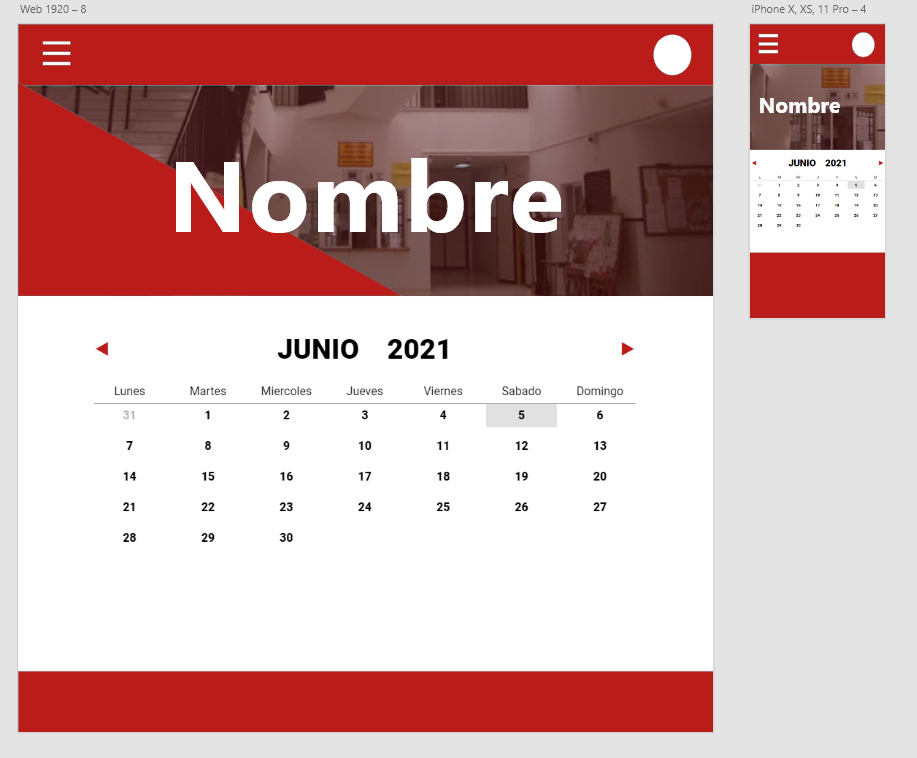 Web 1920 – 8
Nombre
JUNIO 2021
Lunes Martes Miercoles Jueves Viernes Sabado Domingo
31 1 2 3 4 5 6
7 8 9 10 11 12 13
14 15 16 17 18 19 20
21 22 23 24 25 26 27
28 29 30
iPhone X, XS, 11 Pro – 4
Nombre
JUNIO 2021
L M M J V S D
31 1 2 3 4 5 6
7 8 9 10 11 12 13
14 15 16 17 18 19 20
21 22 23 24 25 26 27
28 29 30